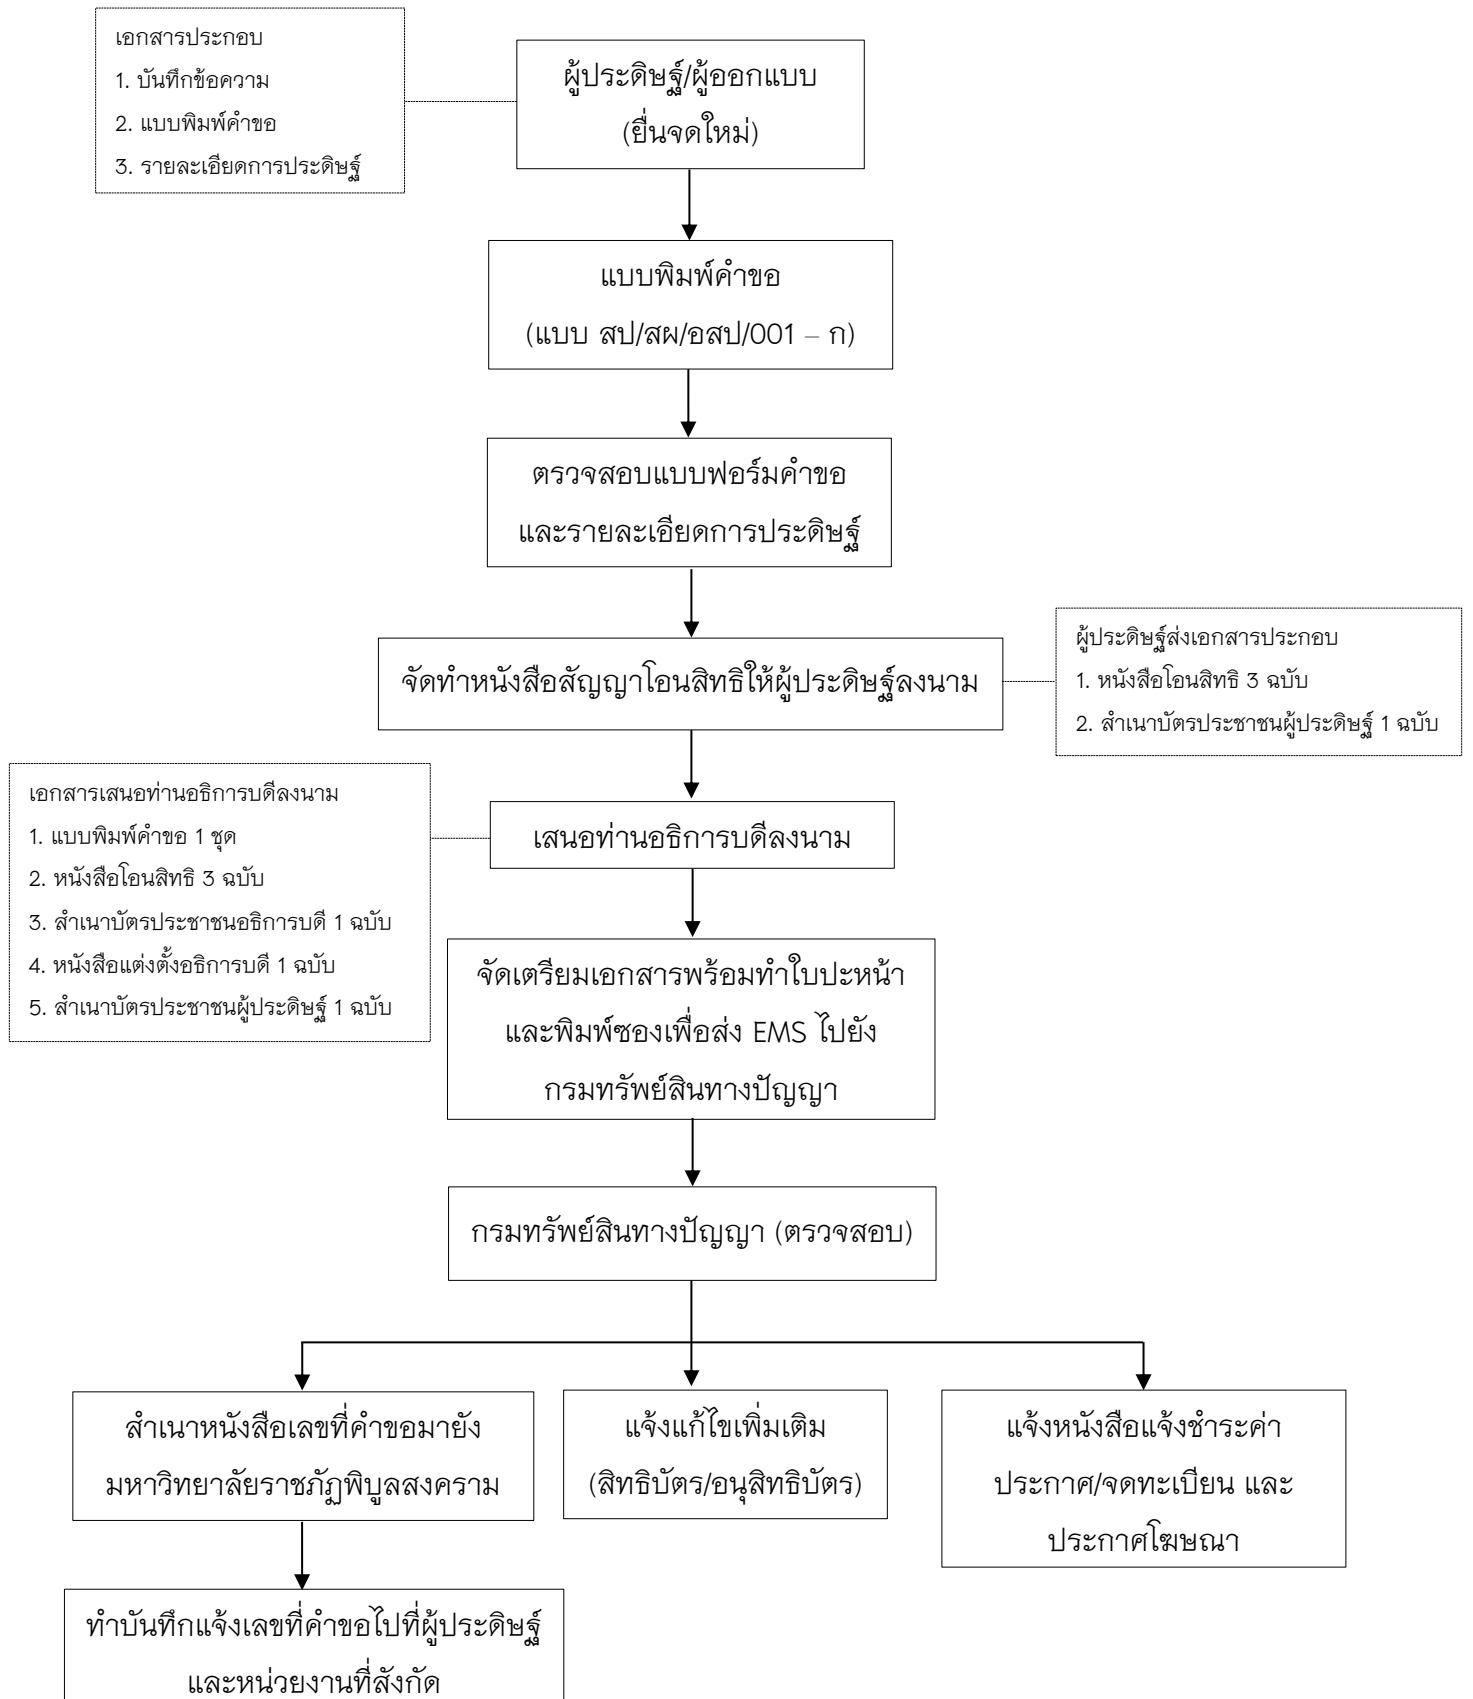 เอกสารประกอบ
1. บันทึกข้อความ
2. แบบพิมพ์คำขอ
3. รายละเอียดการประดิษฐ์
ผู้ประดิษฐ์/ผู้ออกแบบ
(ยื่นจดใหม่)
แบบพิมพ์คำขอ
(แบบ สป/สผ/อสป/001 – ก)
ตรวจสอบแบบฟอร์มคำขอ
และรายละเอียดการประดิษฐ์
จัดทำหนังสือสัญญาโอนสิทธิให้ผู้ประดิษฐ์ลงนาม
ผู้ประดิษฐ์ส่งเอกสารประกอบ
1. หนังสือโอนสิทธิ 3 ฉบับ
2. สำเนาบัตรประชาชนผู้ประดิษฐ์ 1 ฉบับ
เอกสารเสนอท่านอธิการบดีลงนาม
1. แบบพิมพ์คำขอ 1 ชุด
2. หนังสือโอนสิทธิ 3 ฉบับ
3. สำเนาบัตรประชาชนอธิการบดี 1 ฉบับ
4. หนังสือแต่งตั้งอธิการบดี 1 ฉบับ
5. สำเนาบัตรประชาชนผู้ประดิษฐ์ 1 ฉบับ
เสนอท่านอธิการบดีลงนาม
จัดเตรียมเอกสารพร้อมทำใบปะหน้า
และพิมพ์ซองเพื่อส่ง EMS ไปยัง
กรมทรัพย์สินทางปัญญา
กรมทรัพย์สินทางปัญญา (ตรวจสอบ)
สำเนาหนังสือเลขที่คำขอมายัง
มหาวิทยาลัยราชภัฏพิบูลสงคราม
แจ้งแก้ไขเพิ่มเติม
(สิทธิบัตร/อนุสิทธิบัตร)
แจ้งหนังสือแจ้งชำระค่า
ประกาศ/จดทะเบียน และ
ประกาศโฆษณา
ทำบันทึกแจ้งเลขที่คำขอไปที่ผู้ประดิษฐ์
และหน่วยงานที่สังกัด